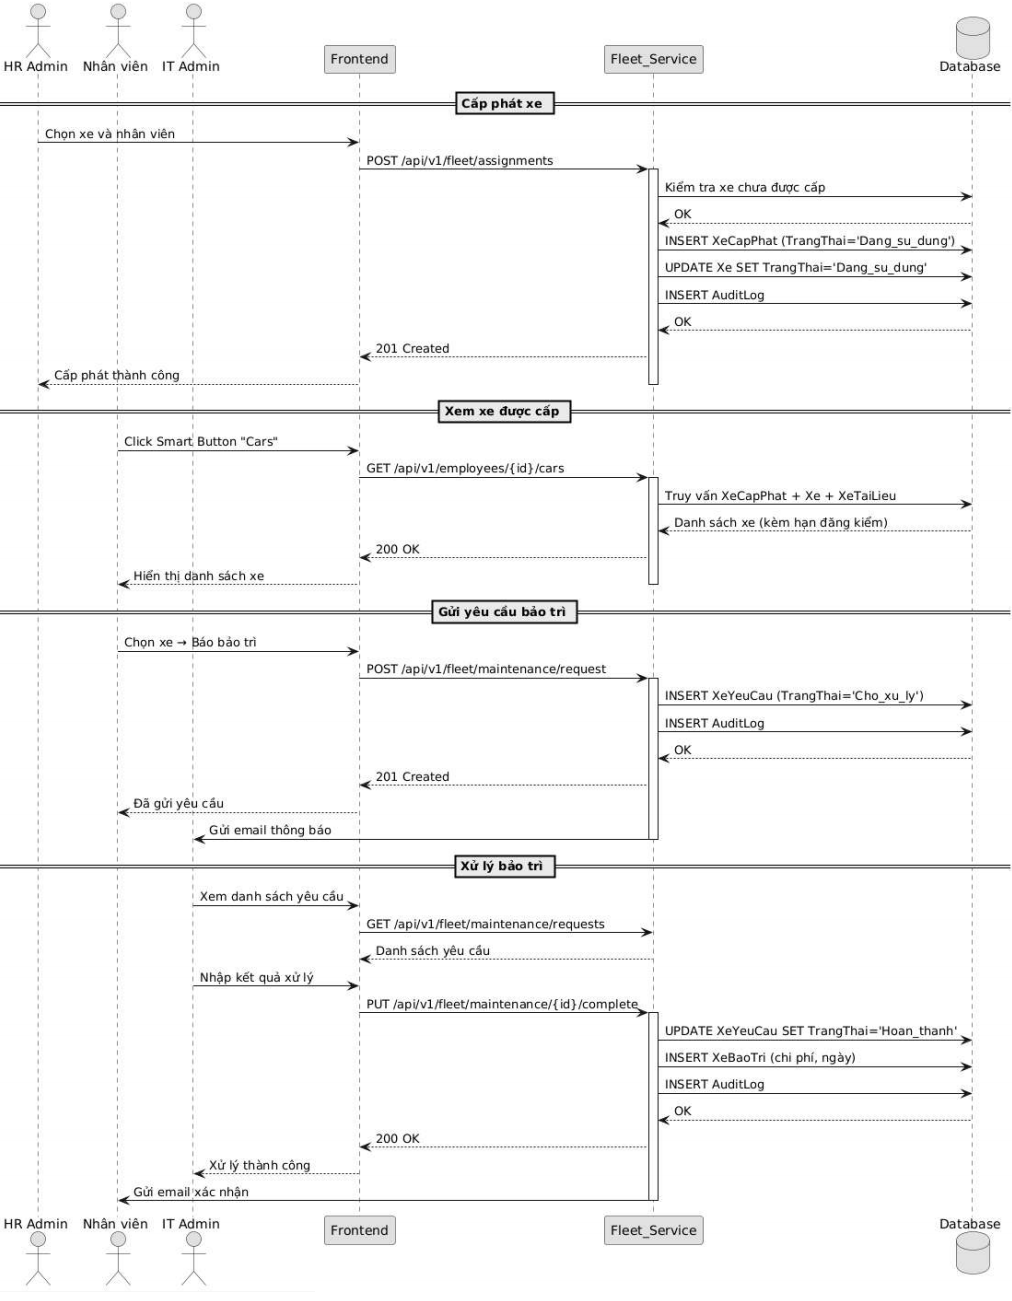 HR Admin Nhân viên IT Admin Frontend Fleet_Service Database
Cấp phát xe
Chọn xe và nhân viên
POST /api/v1/fleet/assignments
Kiểm tra xe chưa được cấp
OK
INSERT XeCapPhat (TrangThai='Dang_su_dung')
UPDATE Xe SET TrangThai='Dang_su_dung'
INSERT AuditLog
OK
201 Created
Cấp phát thành công
Xem xe được cấp
Click Smart Button "Cars"
GET /api/v1/employees/{id}/cars
Truy vấn XeCapPhat + Xe + XeTaiLieu
Danh sách xe (kèm hạn đăng kiểm)
200 OK
Hiển thị danh sách xe
Gửi yêu cầu bảo trì
Chọn xe → Báo bảo trì
POST /api/v1/fleet/maintenance/request
INSERT XeYeuCau (TrangThai='Cho_xu_ly')
INSERT AuditLog
OK
201 Created
Đã gửi yêu cầu
Gửi email thông báo
Xử lý bảo trì
Xem danh sách yêu cầu
GET /api/v1/fleet/maintenance/requests
Danh sách yêu cầu
Nhập kết quả xử lý
PUT /api/v1/fleet/maintenance/{id}/complete
UPDATE XeYeuCau SET TrangThai='Hoan_thanh'
INSERT XeBaoTri (chi phí, ngày)
INSERT AuditLog
OK
200 OK
Xử lý thành công
Gửi email xác nhận
HR Admin Nhân viên IT Admin Frontend Fleet_Service Database